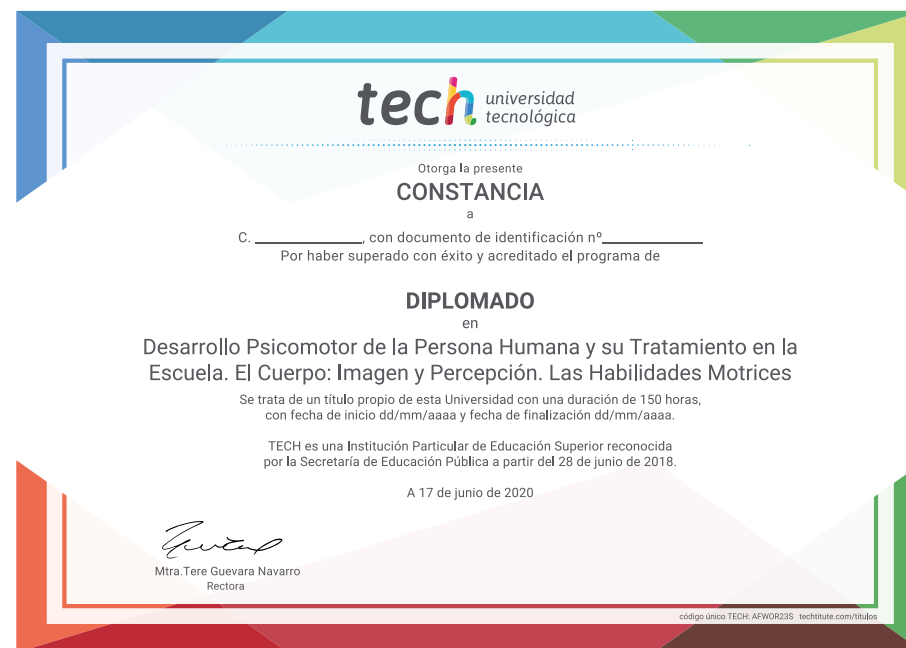 tech universidad
tecnológica
Otorga la presente
CONSTANCIA
a
C. ______________, con documento de identificación nº______________
Por haber superado con éxito y acreditado el programa de
DIPLOMADO
en
Desarrollo Psicomotor de la Persona Humana y su Tratamiento en la
Escuela. El Cuerpo: Imagen y Percepción. Las Habilidades Motrices
Se trata de un título propio de esta Universidad con una duración de 150 horas,
con fecha de inicio dd/mm/aaaa y fecha de finalización dd/mm/aaaa.
TECH es una Institución Particular de Educación Superior reconocida
por la Secretaría de Educación Pública a partir del 28 de junio de 2018.
A 17 de junio de 2020
Mtra.Tere Guevara Navarro
Rectora
código único TECH: AFWOR23S techtitute.com/titulos